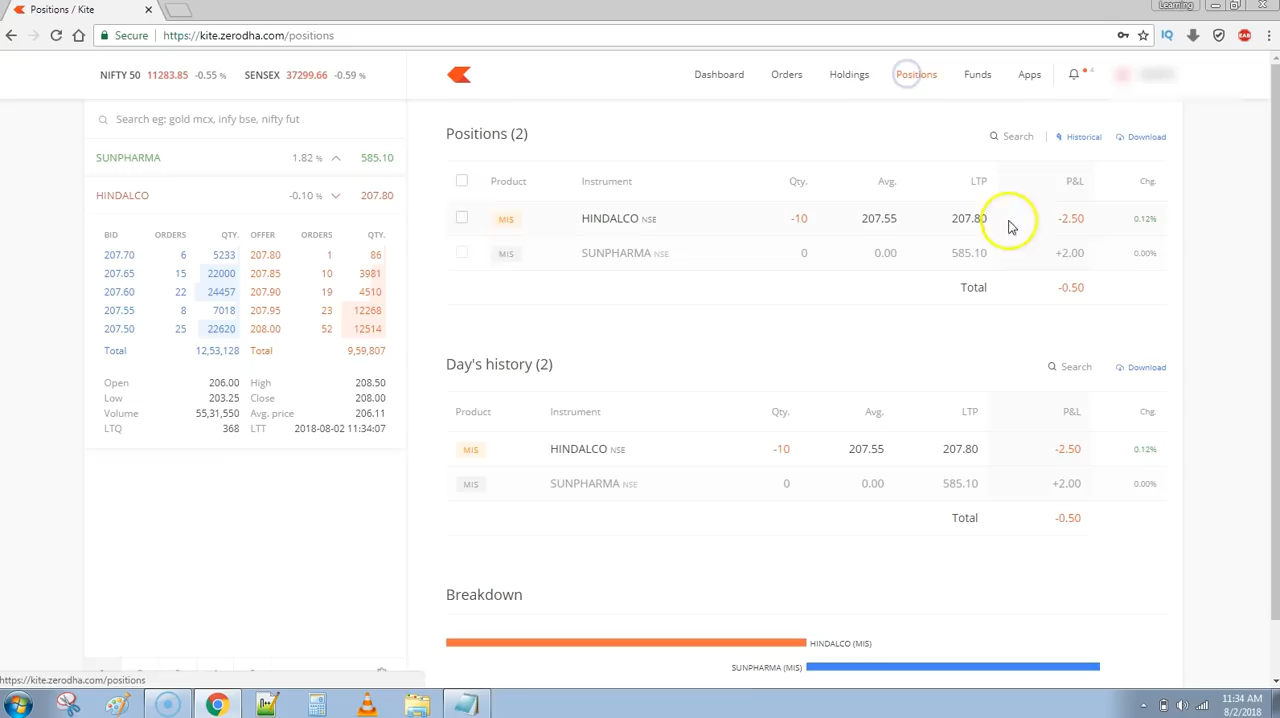 Positions / Kite
Learning
Secure https://kite.zerodha.com/positions
NIFTY 50 11283.85 -0.55 % SENSEX 37299.66 -0.59 %
Dashboard Orders Holdings Positions Funds Apps 4
Search eg: gold mcx, infy bse, nifty fut
SUNPHARMA 1.82 % 585.10
HINDALCO -0.10 % 207.80
BID ORDERS QTY. OFFER ORDERS QTY.
207.70 6 5233 207.80 1 86
207.65 15 22000 207.85 10 3981
207.60 22 24457 207.90 19 4510
207.55 8 7018 207.95 23 12268
207.50 25 22620 208.00 52 12514
Total 12,53,128 Total 9,59,807
Open 206.00 High 208.50
Low 203.25 Close 208.00
Volume 55,31,550 Avg. price 206.11
LTQ 368 LTT 2018-08-02 11:34:07
Positions (2)
Search Historical Download
Product Instrument Qty. Avg. LTP P&L Chg.
MIS HINDALCO NSE -10 207.55 207.80 -2.50 0.12%
MIS SUNPHARMA NSE 0 0.00 585.10 +2.00 0.00%
Total -0.50
Day's history (2)
Search Download
Product Instrument Qty. Avg. LTP P&L Chg.
MIS HINDALCO NSE -10 207.55 207.80 -2.50 0.12%
MIS SUNPHARMA NSE 0 0.00 585.10 +2.00 0.00%
Total -0.50
Breakdown
HINDALCO (MIS)
SUNPHARMA (MIS)
https://kite.zerodha.com/positions
11:34 AM
8/2/2018